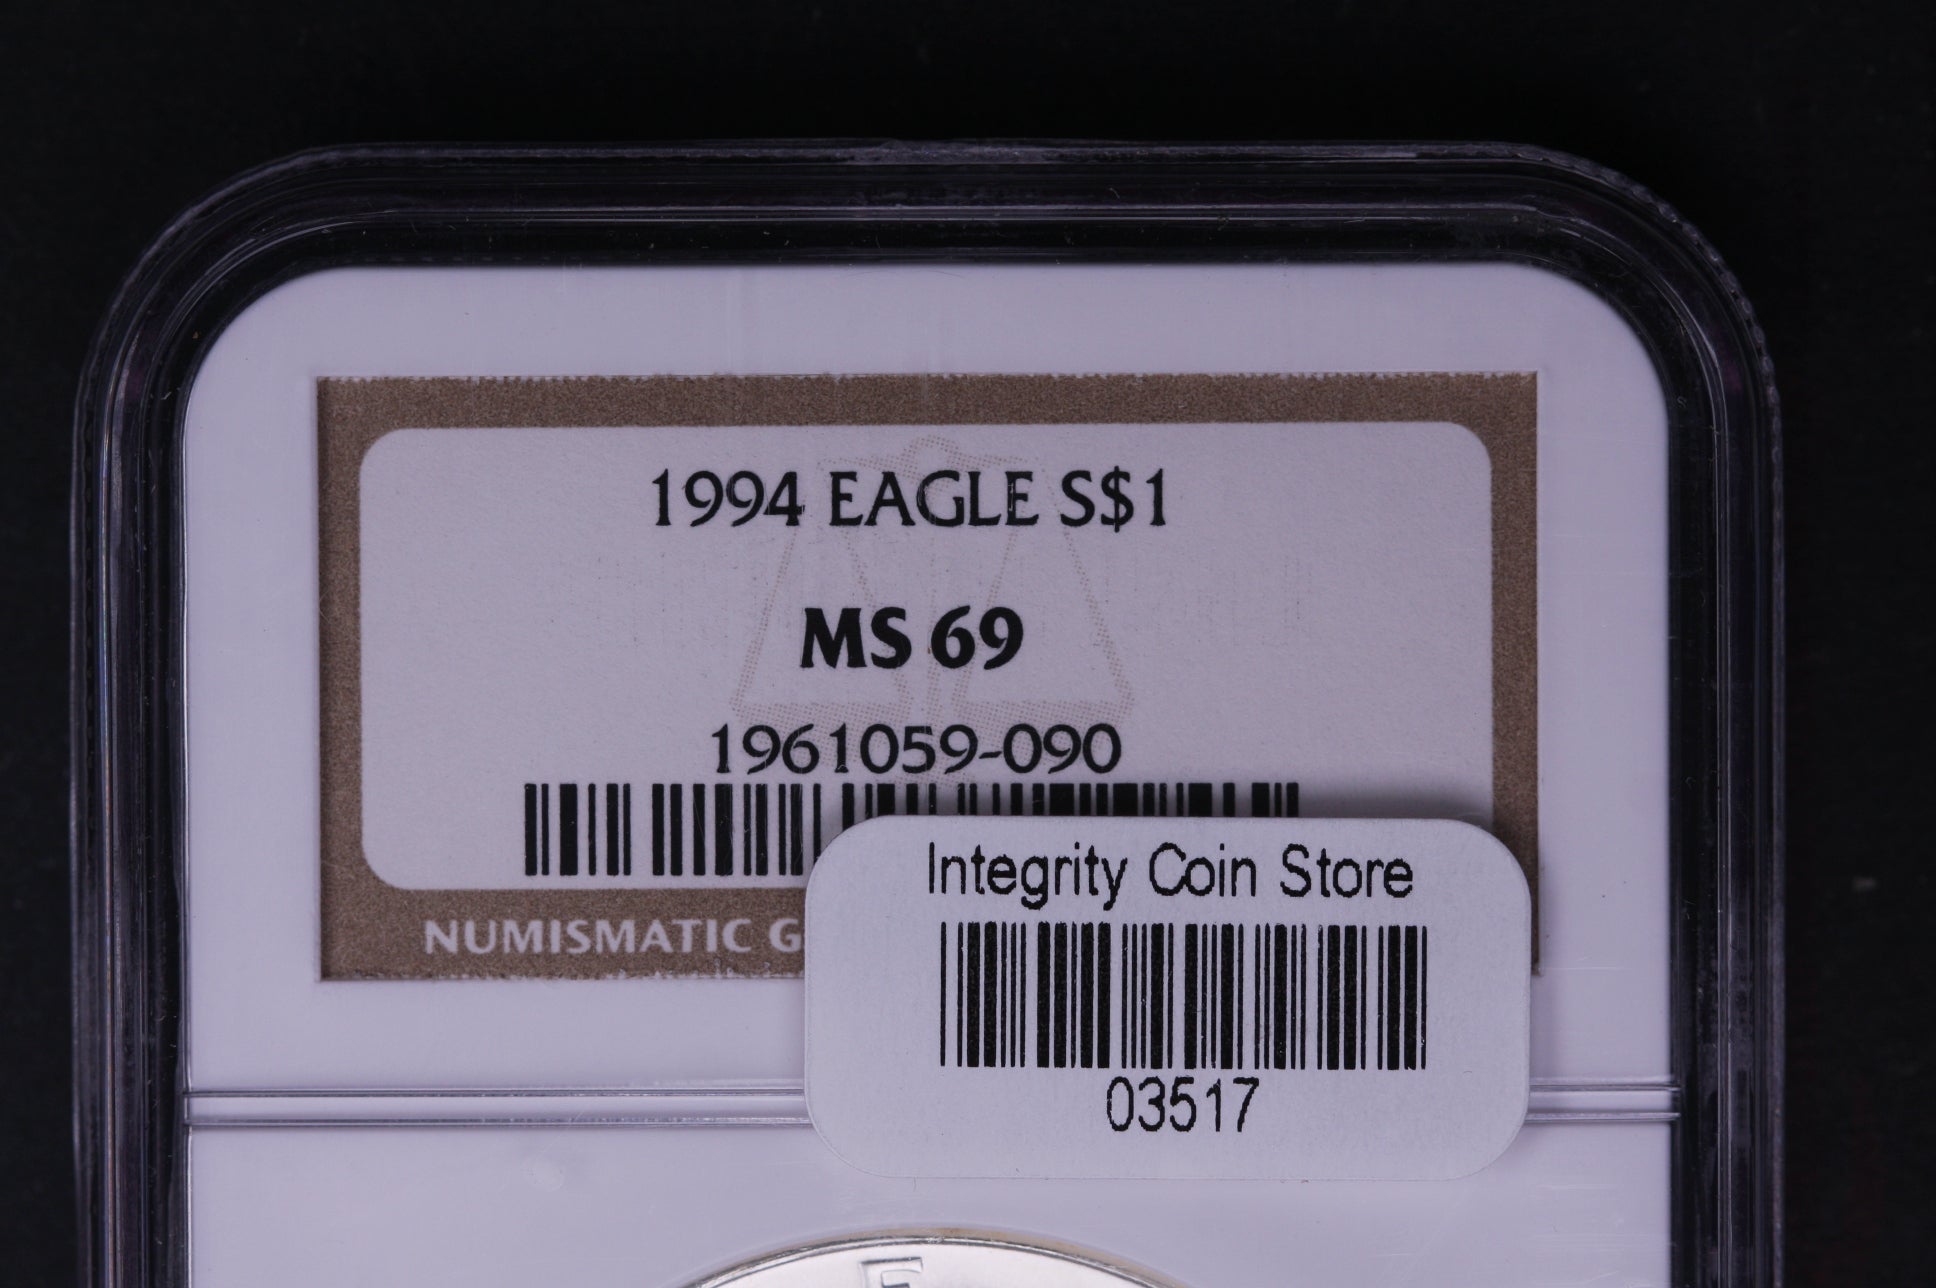 1994 EAGLE S$1
MS 69
1961059-090
NUMISMATIC G
Integrity Coin Store
03517
E